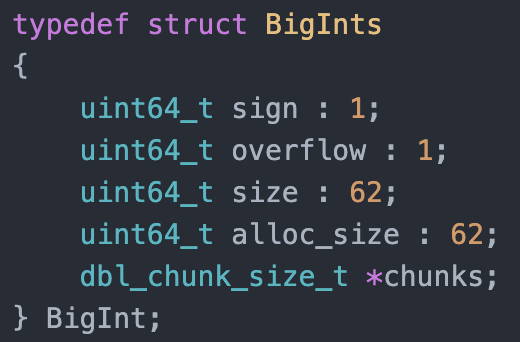 typedef struct BigInts
{
    uint64_t sign : 1;
    uint64_t overflow : 1;
    uint64_t size : 62;
    uint64_t alloc_size : 62;
    dbl_chunk_size_t *chunks;
} BigInt;